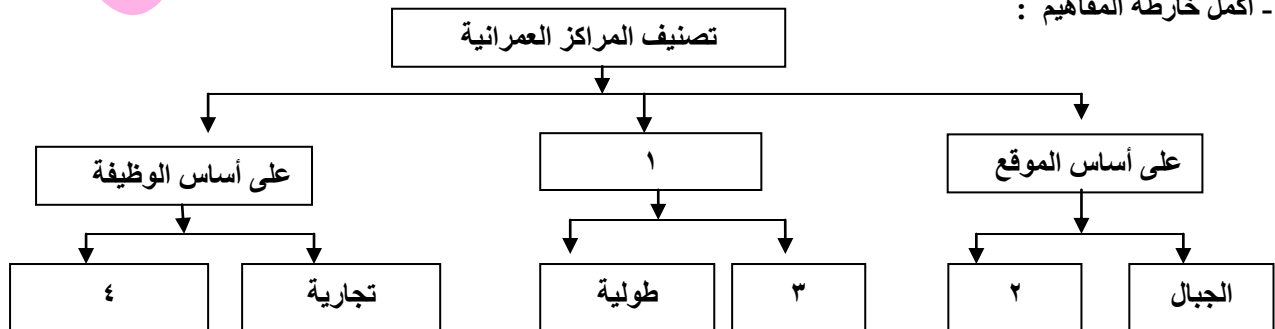 - أكمل خارطة المفاهيم :
تصنيف المراكز العمرانية
على أساس الموقع
١
على أساس الوظيفة
الجبال
٢
٣
طولية
تجارية
٤